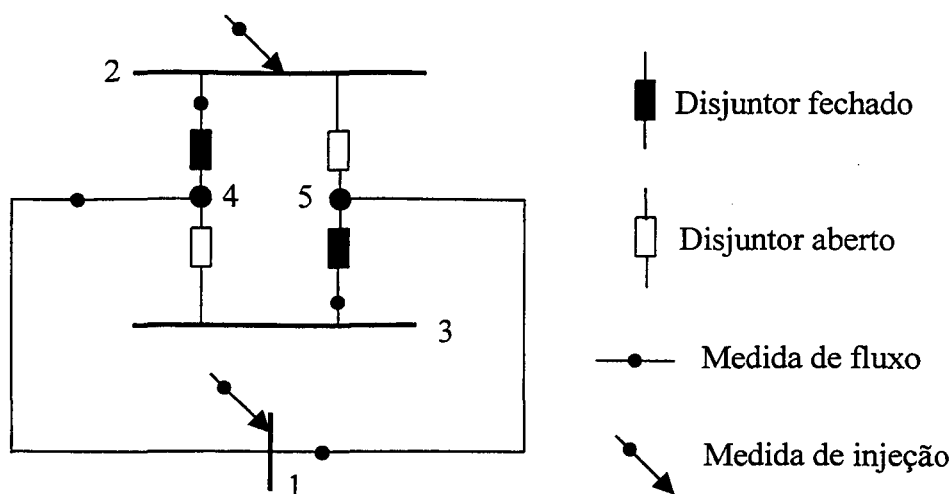 2
Disjuntor fechado
4
5
Disjuntor aberto
3
Medida de fluxo
Medida de injeção
1